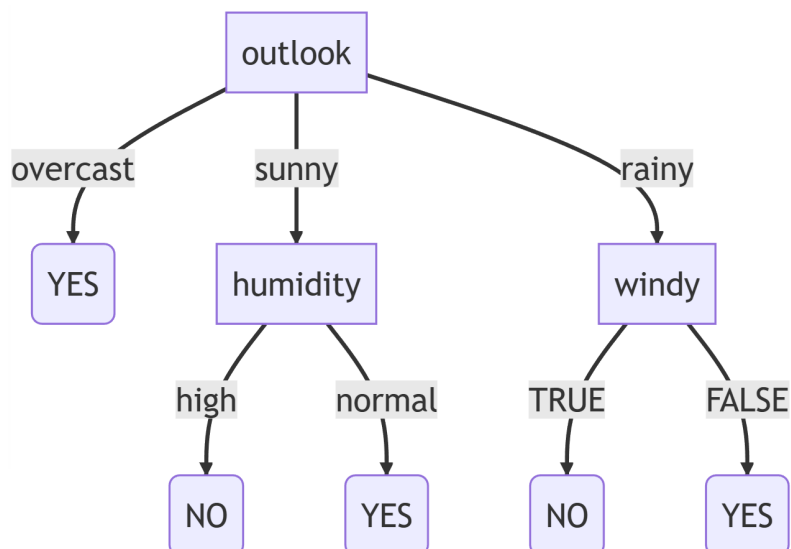 outlook
overcast
sunny
rainy
YES
humidity
windy
high
normal
TRUE
FALSE
NO
YES
NO
YES